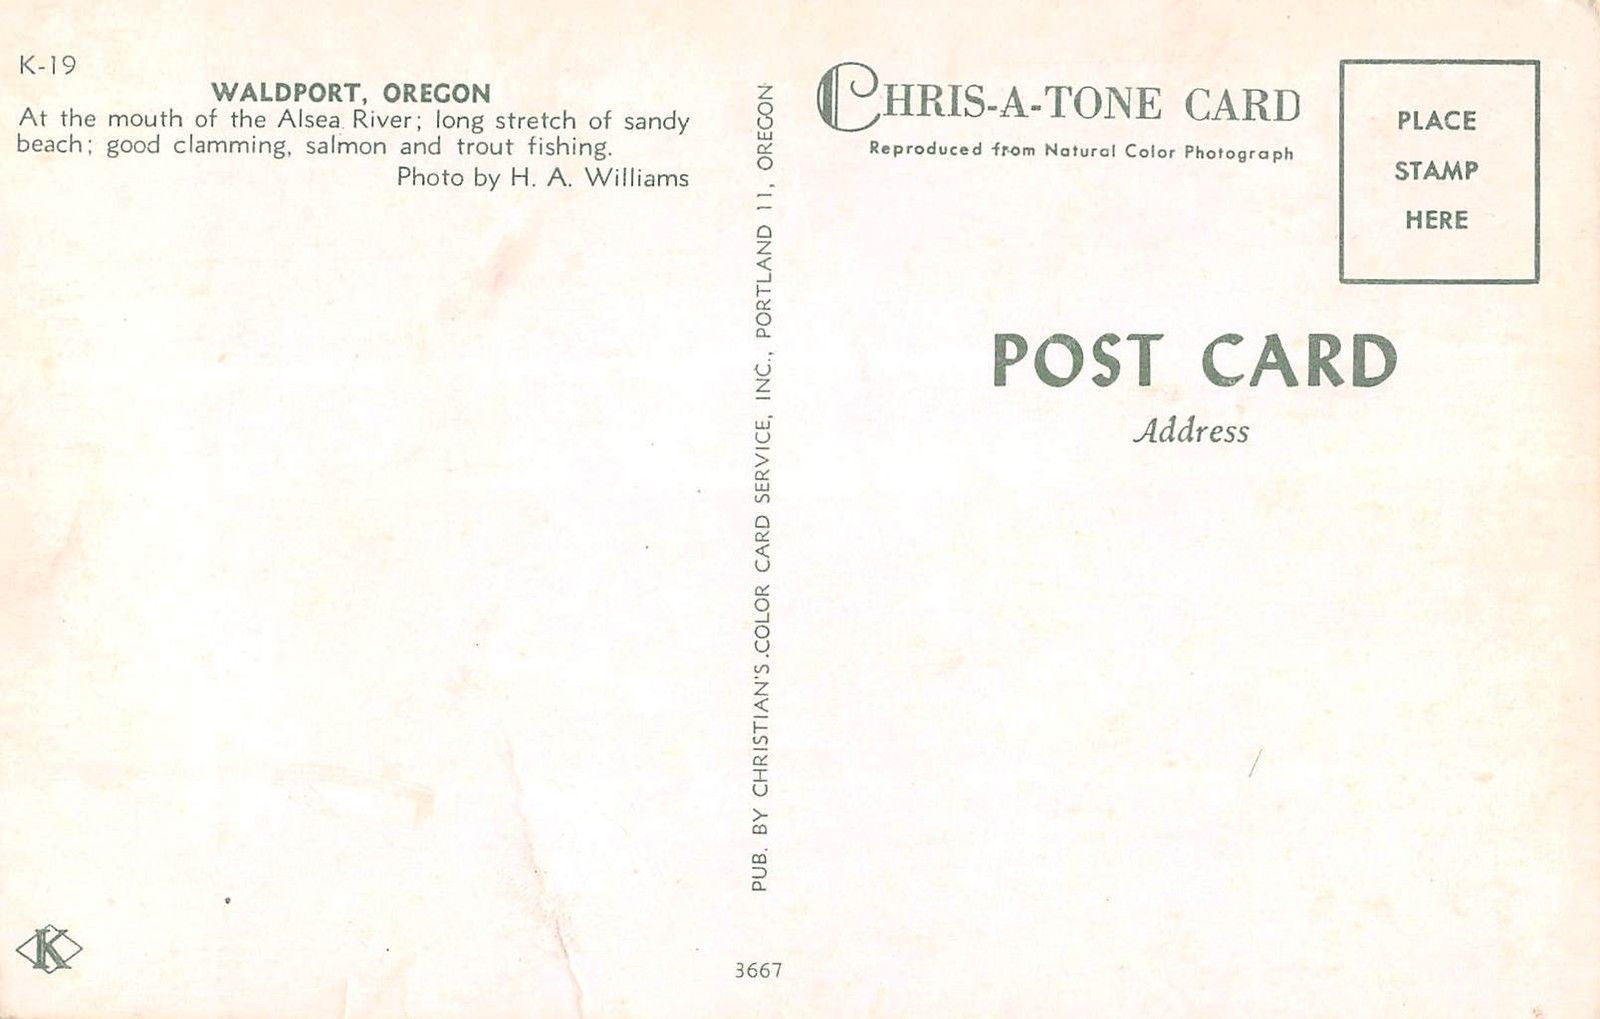 K-19
WALDPORT, OREGON
At the mouth of the Alsea River; long stretch of sandy
beach; good clamming, salmon and trout fishing.
Photo by H. A. Williams
K
PUB. BY CHRISTIAN'S COLOR CARD SERVICE, INC., PORTLAND 11, OREGON
3667
CHRIS-A-TONE CARD
Reproduced from Natural Color Photograph
PLACE
STAMP
HERE
POST CARD
Address